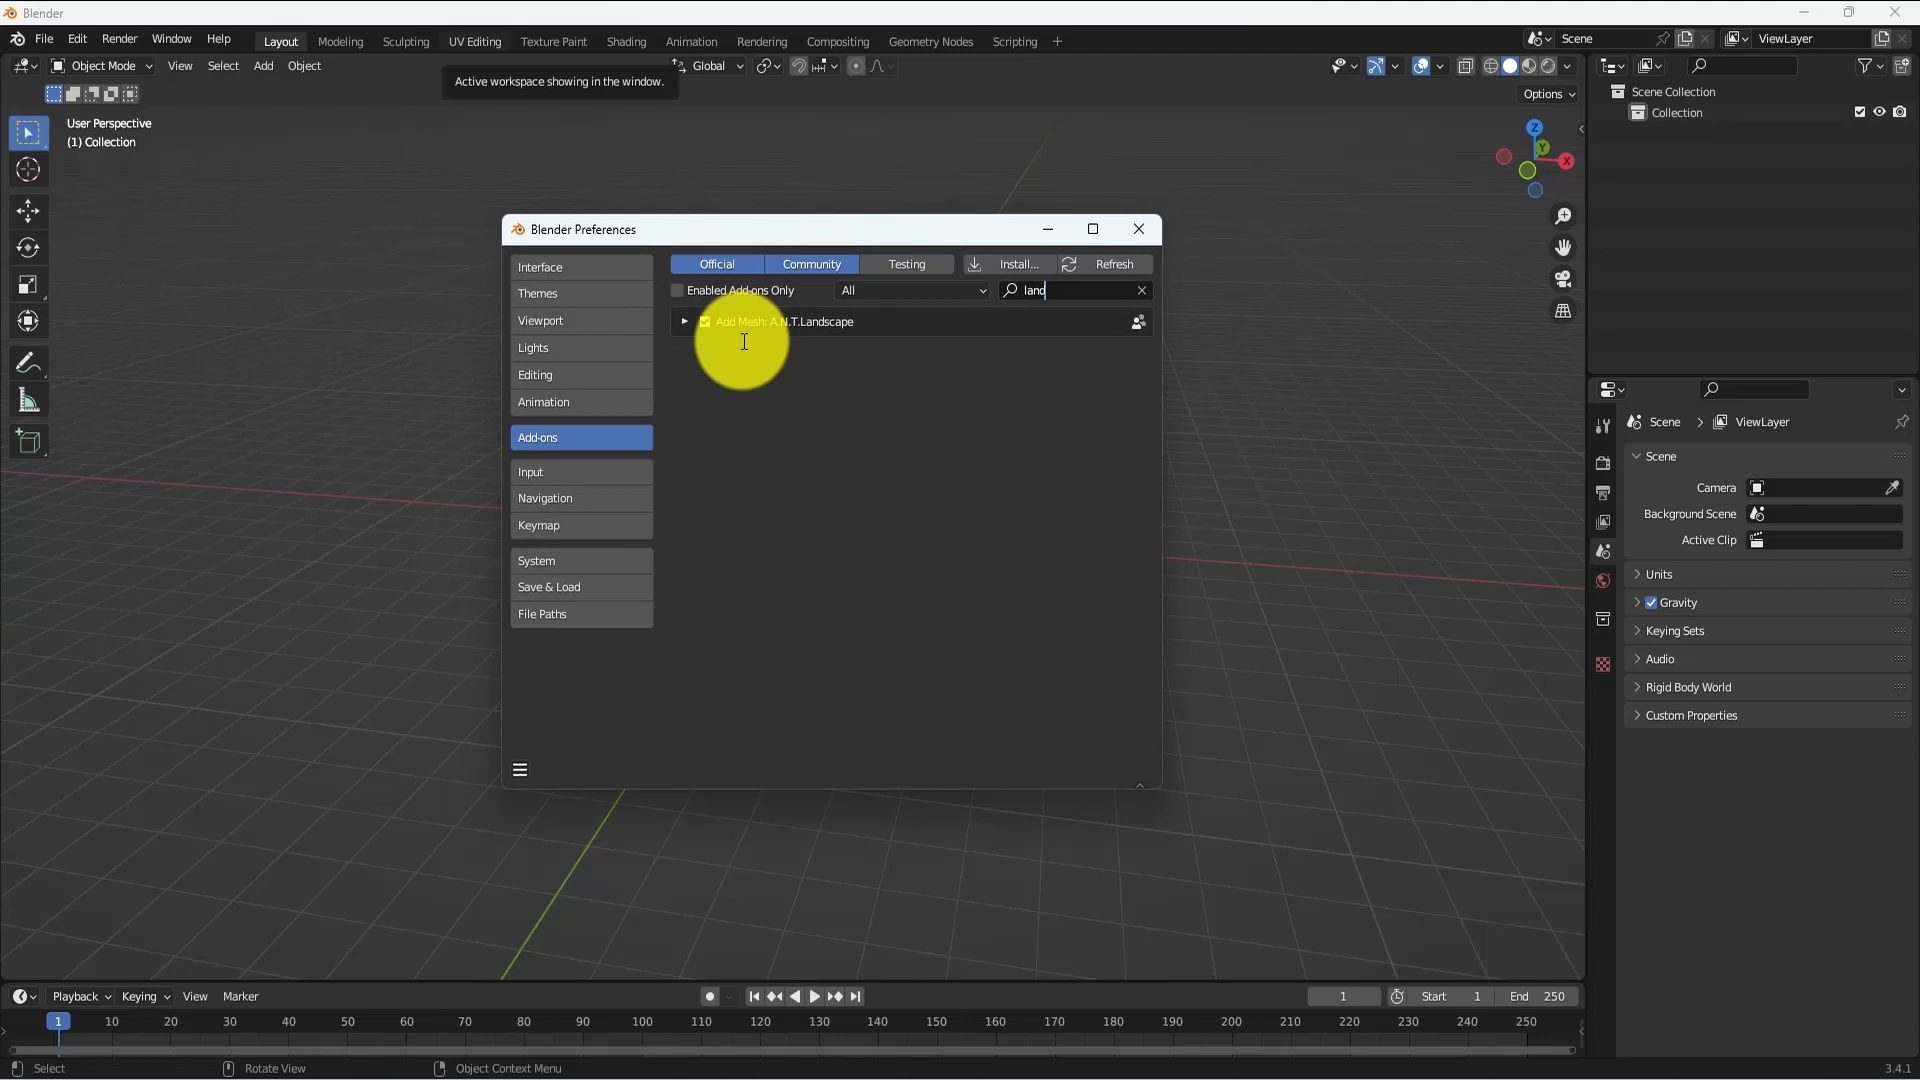 Blender
File Edit Render Window Help Layout Modeling Sculpting UV Editing Texture Paint Shading Animation Rendering Compositing Geometry Nodes Scripting + Scene ViewLayer
Object Mode View Select Add Object Global
Active workspace showing in the window.
Options
User Perspective
(1) Collection
Z
Y
X
Scene Collection
Collection
Blender Preferences
Interface
Themes
Viewport
Lights
Editing
Animation
Add-ons
Input
Navigation
Keymap
System
Save & Load
File Paths
Official Community Testing Install... Refresh
Enabled Add-ons Only All land
Add Mesh: A.N.T.Landscape
Scene ViewLayer
Scene
Camera
Background Scene
Active Clip
Units
Gravity
Keying Sets
Audio
Rigid Body World
Custom Properties
Playback Keying View Marker 1 Start 1 End 250
1 10 20 30 40 50 60 70 80 90 100 110 120 130 140 150 160 170 180 190 200 210 220 230 240 250
Select Rotate View Object Context Menu 3.4.1